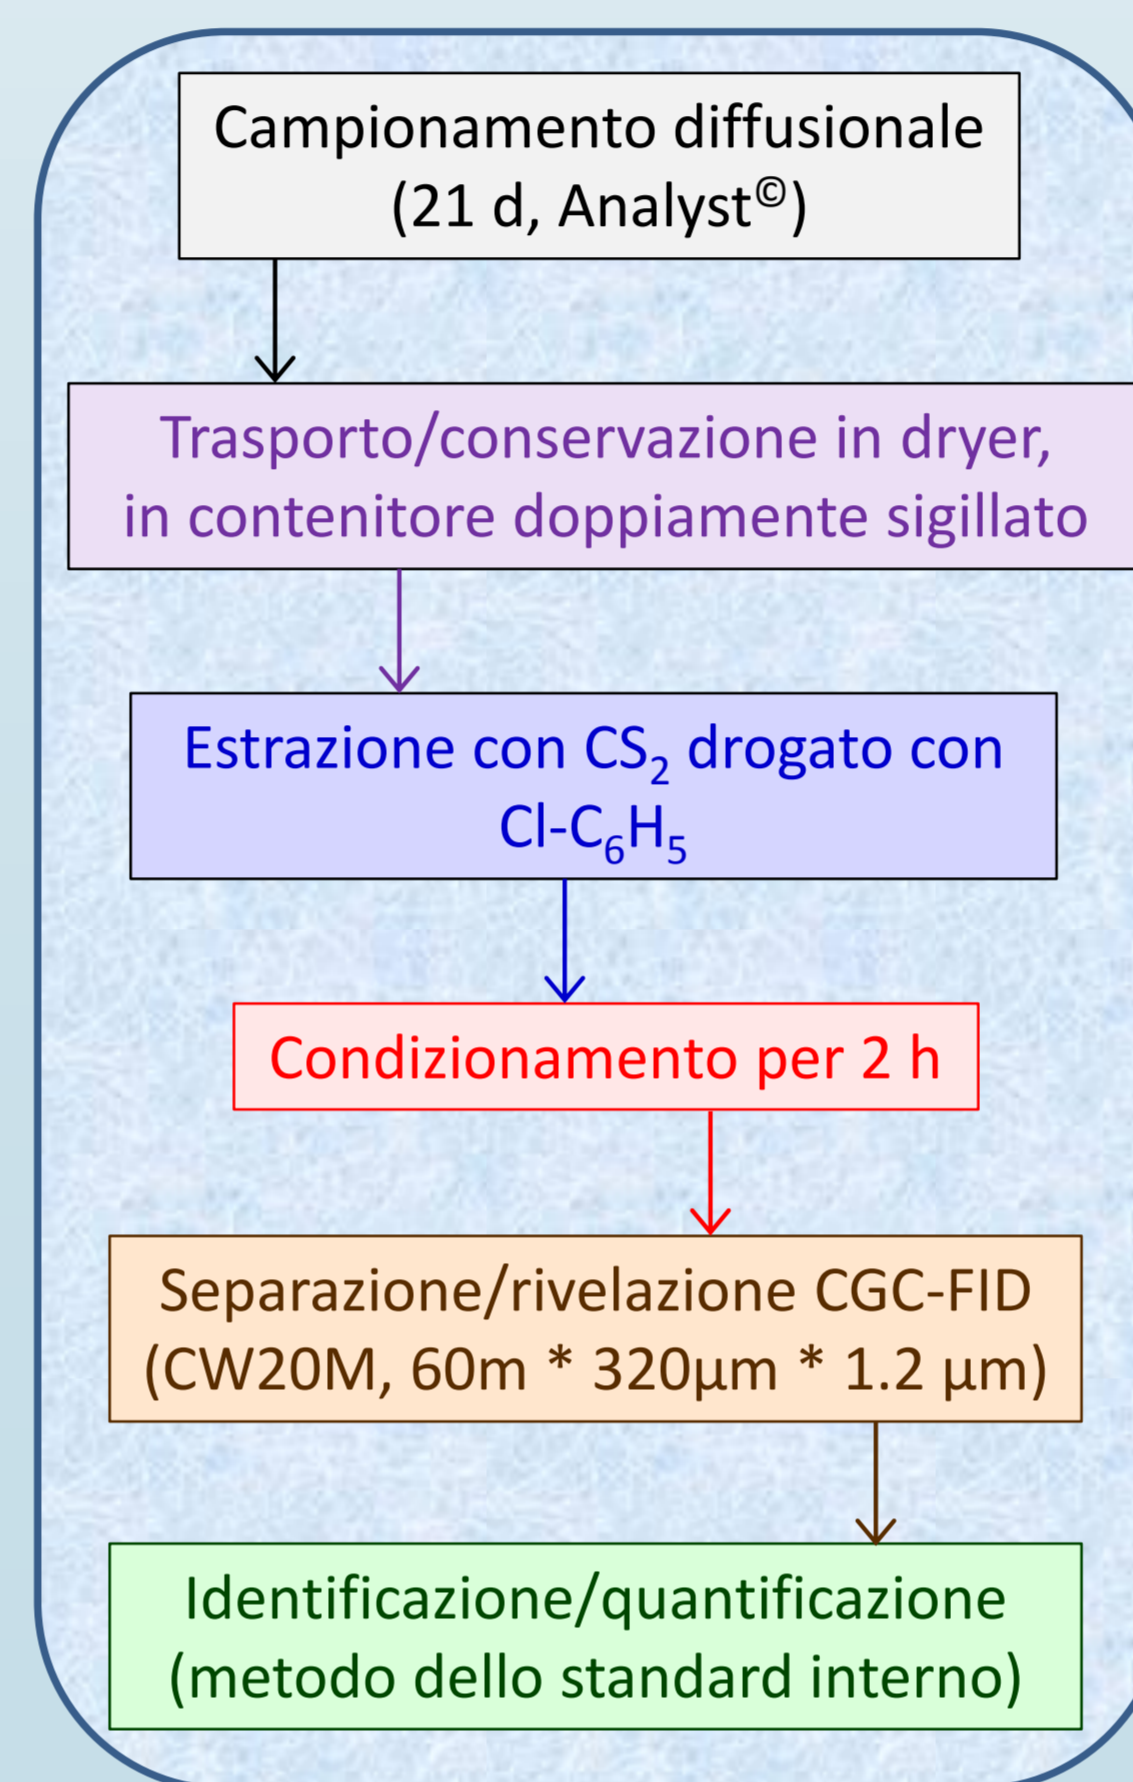 Campionamento diffusionale
(21 d, Analyst©)
Trasporto/conservazione in dryer,
in contenitore doppiamente sigillato
Estrazione con CS₂ drogato con
Cl-C₆H₅
Condizionamento per 2 h
Separazione/rivelazione CGC-FID
(CW20M, 60m * 320µm * 1.2 µm)
Identificazione/quantificazione
(metodo dello standard interno)